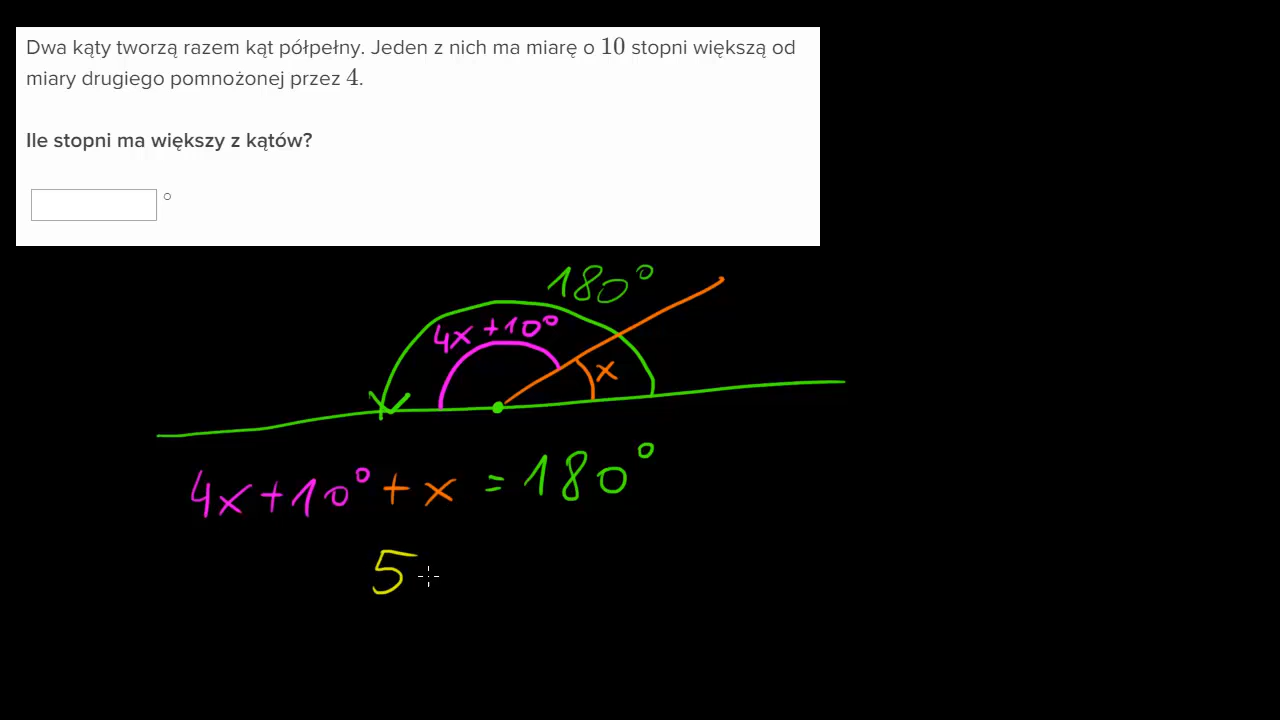 Dwa kąty tworzą razem kąt półpełny. Jeden z nich ma miarę o 10 stopni większą od
miary drugiego pomnożonej przez 4.
Ile stopni ma większy z kątów?
°
180°
4x+10°
x
4x+10°+x = 180°
5